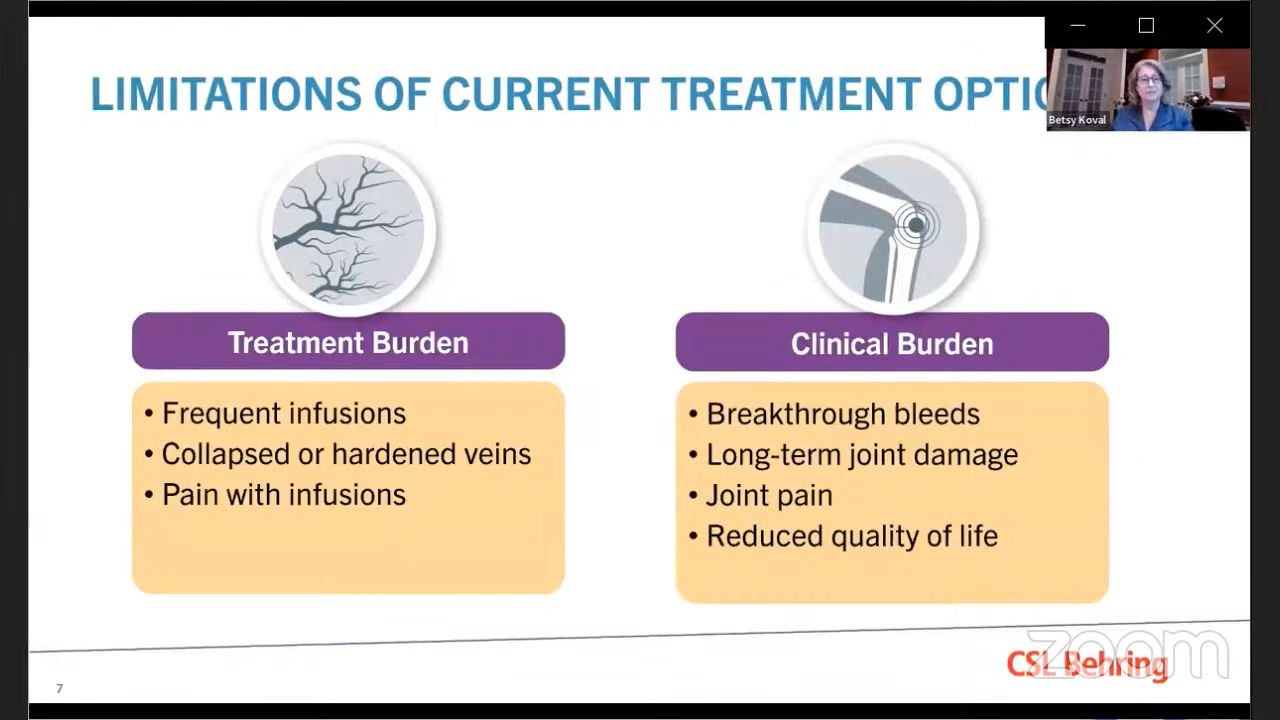 LIMITATIONS OF CURRENT TREATMENT
Betsy Koval
Treatment Burden
• Frequent infusions
• Collapsed or hardened veins
• Pain with infusions
Clinical Burden
• Breakthrough bleeds
• Long-term joint damage
• Joint pain
• Reduced quality of life
7
CSL Behring
zoom